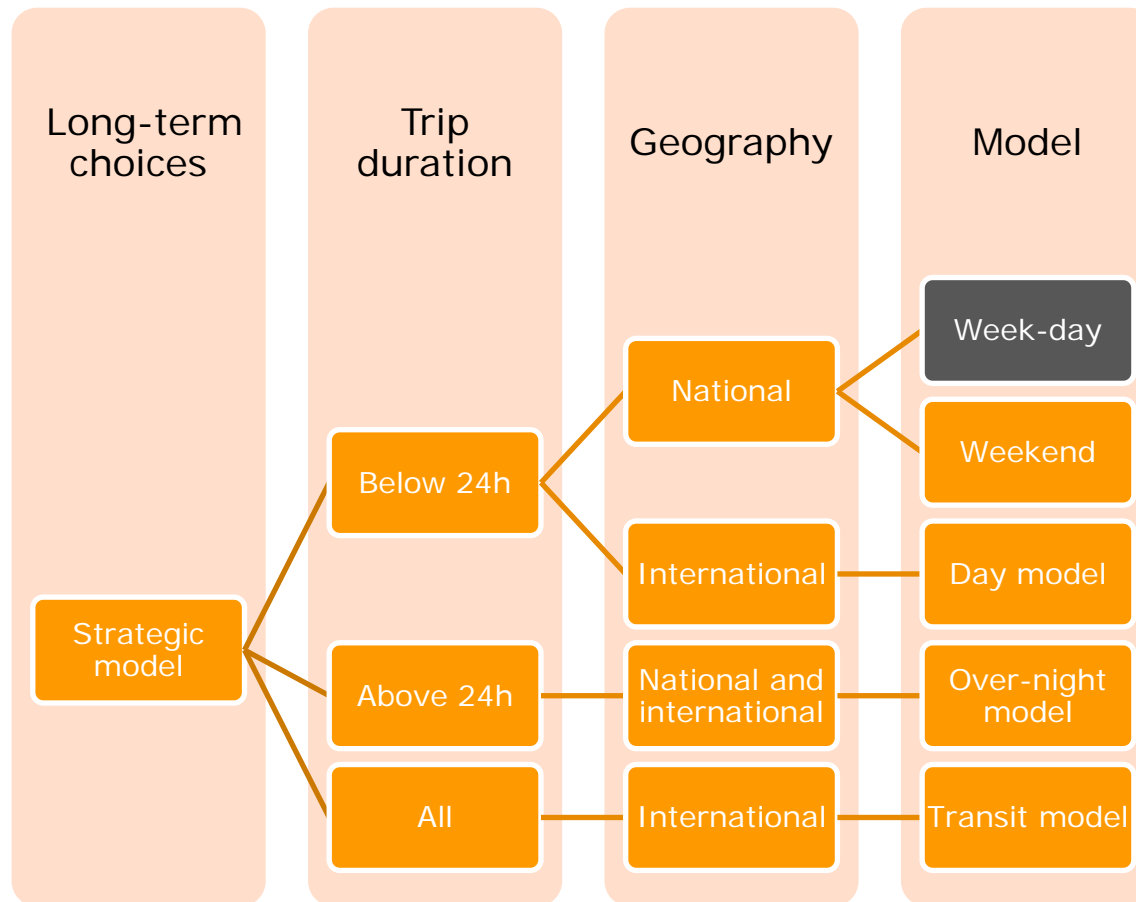 Long-term
choices
Trip
duration
Geography
Model
Week-day
National
Weekend
Below 24h
International
Day model
Strategic
model
Above 24h
National and
international
Over-night
model
All
International
Transit model